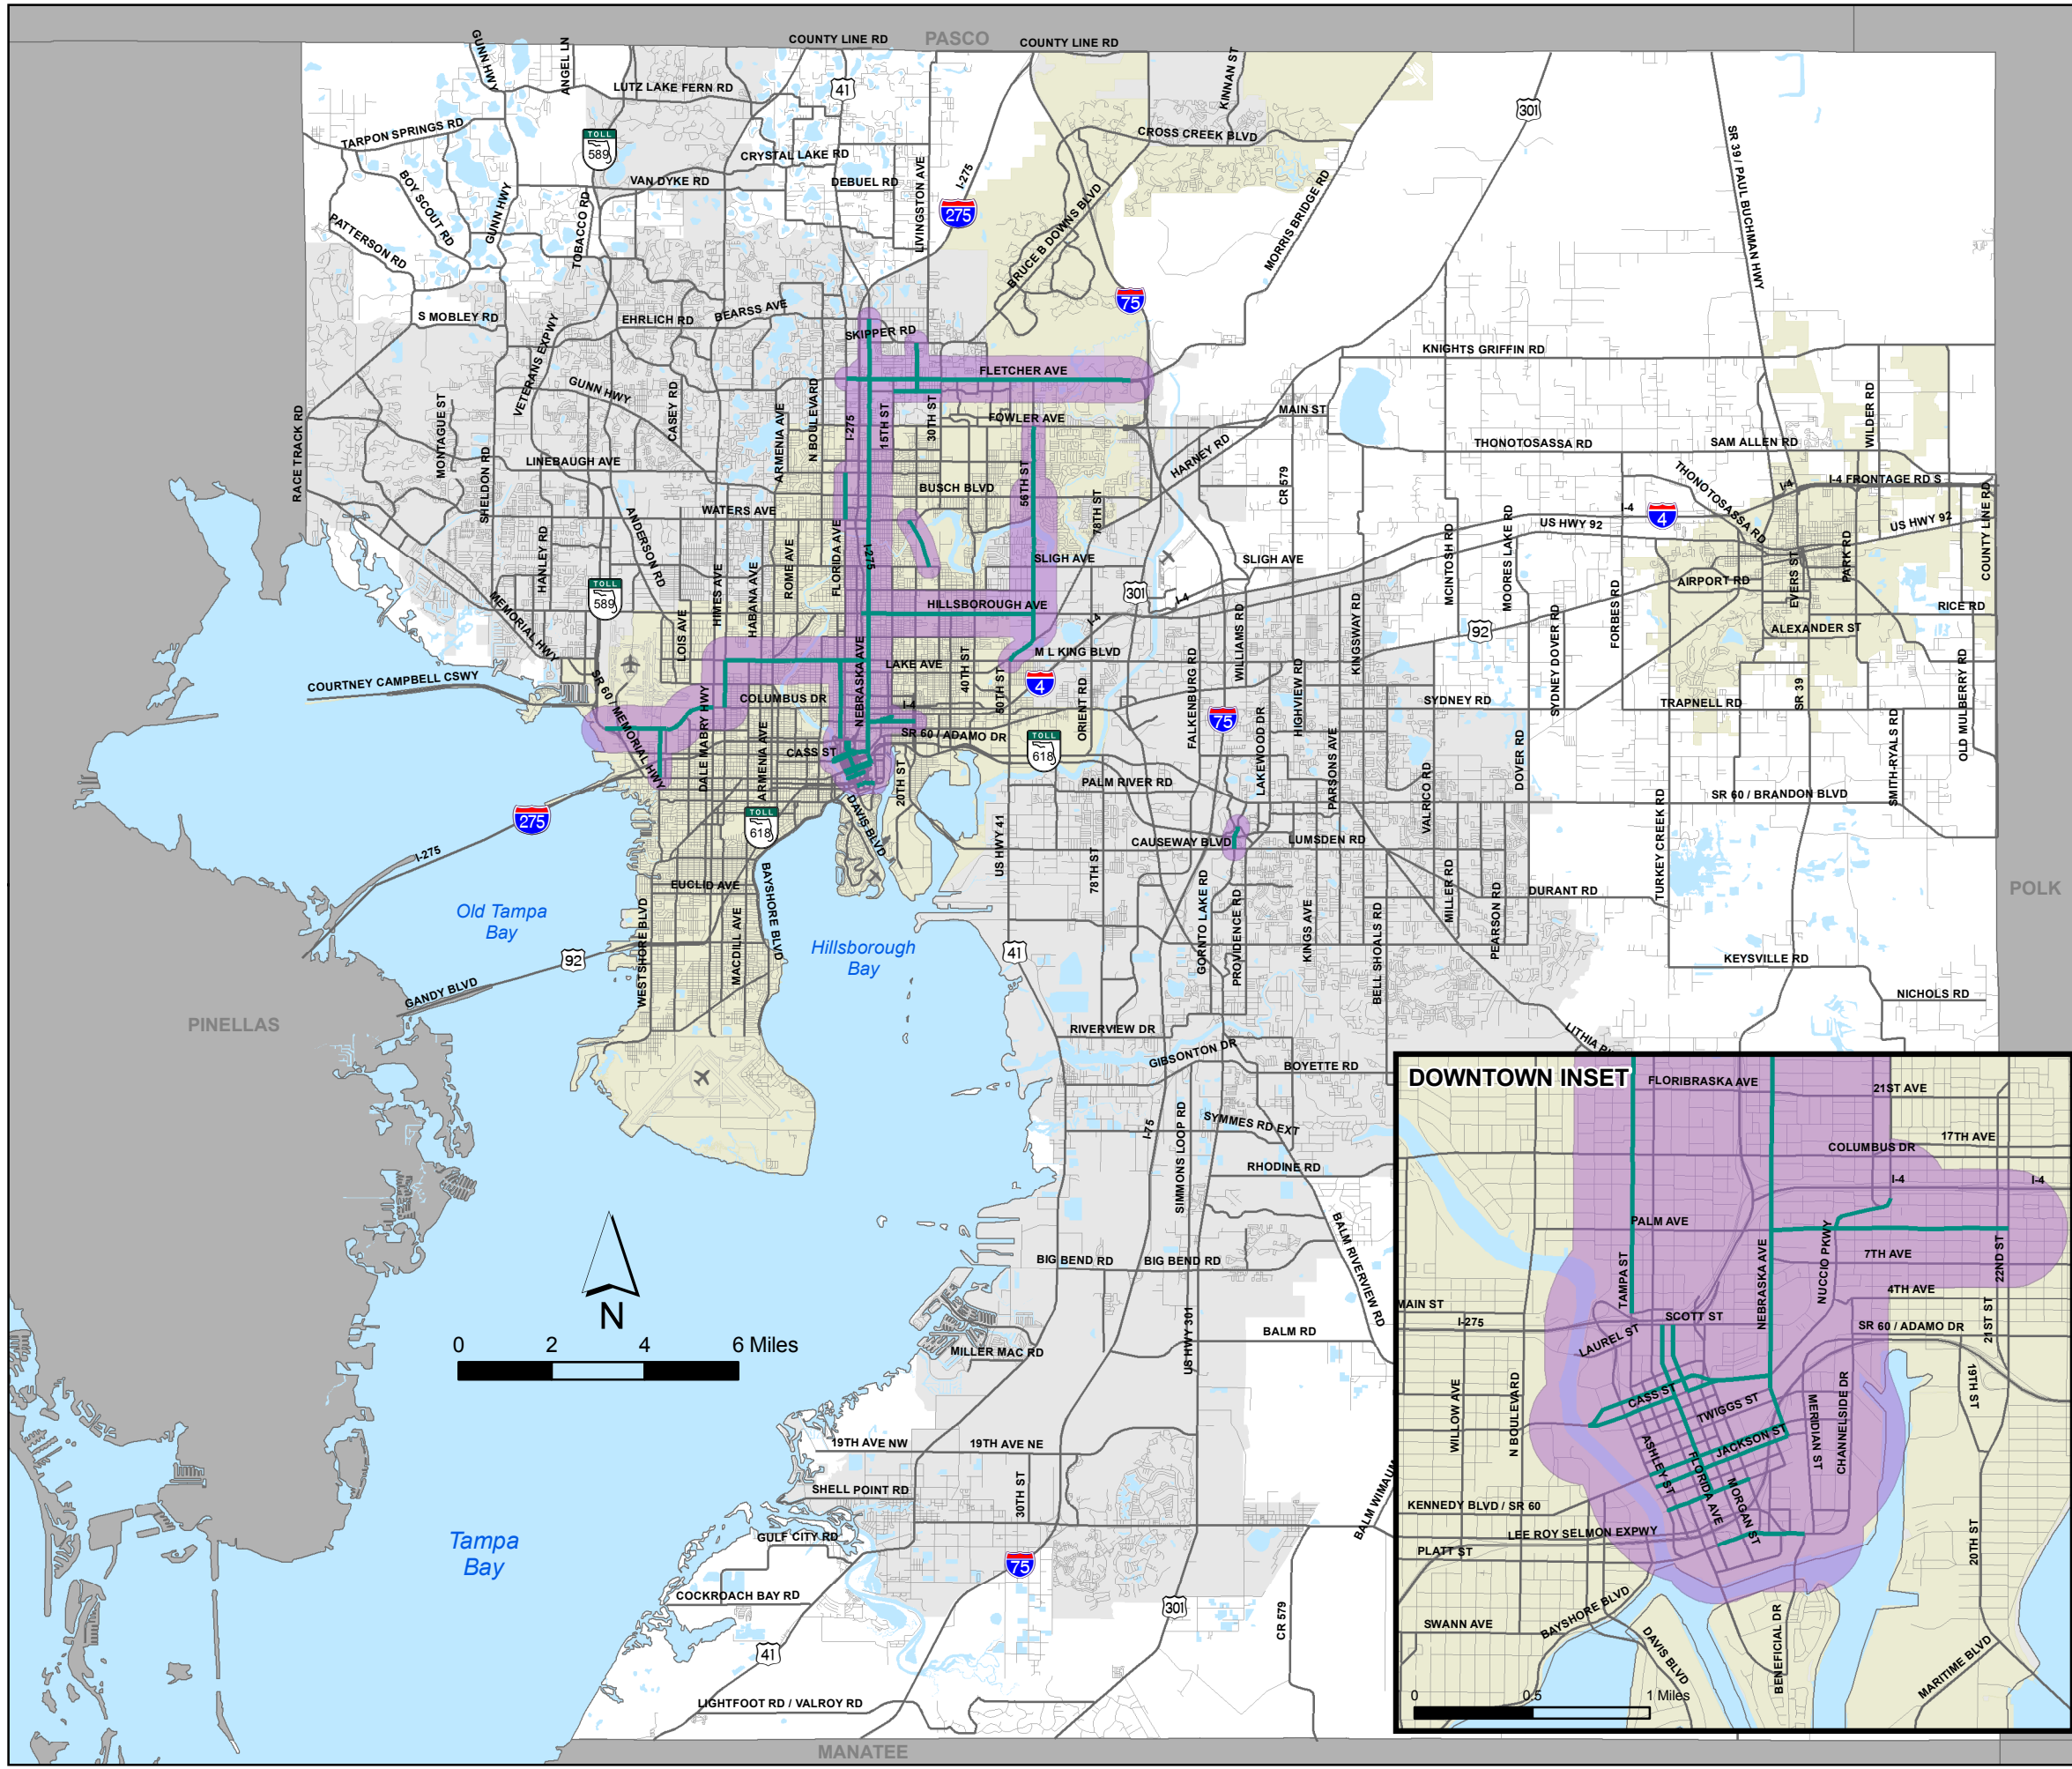 PASCO
COUNTY LINE RD
COUNTY LINE RD
GUNN HWY
ANGEL LN
LUTZ LAKE FERN RD
41
KINNAN ST
301
TARPON SPRINGS RD
TOLL
589
CRYSTAL LAKE RD
CROSS CREEK BLVD
SR 39 / PAUL BUCHMAN HWY
BOY SCOUT RD
GUNN HWY
VAN DYKE RD
DEBUEL RD
LIVINGSTON AVE
I-275
275
PATTERSON RD
TOBACCO RD
BRUCE B DOWNS BLVD
MORRIS BRIDGE RD
75
S MOBLEY RD
EHRLICH RD
BEARSS AVE
SKIPPER RD
VETERANS EXPWY
KNIGHTS GRIFFIN RD
FLETCHER AVE
GUNN HWY
CASEY RD
RACE TRACK RD
MONTAGUE ST
ARMENIA AVE
N BOULEVARD
I-275
15TH ST
30TH ST
FOWLER AVE
MAIN ST
WILDER RD
THONOTOSASSA RD
SAM ALLEN RD
HARNEY RD
LINEBAUGH AVE
SHELDON RD
BUSCH BLVD
56TH ST
78TH ST
CR 579
THONOTOSASSA RD
I-4
I-4 FRONTAGE RD S
WATERS AVE
I-4
4
US HWY 92
US HWY 92
COUNTY LINE RD
HANLEY RD
ANDERSON RD
ROME AVE
FLORIDA AVE
I-275
SLIGH AVE
SLIGH AVE
MCINTOSH RD
MOORES LAKE RD
PARK RD
EVERS ST
AIRPORT RD
TOLL
589
HIMES AVE
HABANA AVE
301
I-4
HILLSBOROUGH AVE
I-4
WILLIAMS RD
KINGSWAY RD
SYDNEY DOVER RD
FORBES RD
RICE RD
ALEXANDER ST
MEMORIAL HWY
LOIS AVE
92
M L KING BLVD
LAKE AVE
NEBRASKA AVE
40TH ST
50TH ST
FALKENBURG RD
HIGHVIEW RD
COURTNEY CAMPBELL CSWY
SR 60 / MEMORIAL HWY
4
COLUMBUS DR
DALE MABRY HWY
I-4
ORIENT RD
SYDNEY RD
TRAPNELL RD
SR 39
SMITH-RYALS RD
OLD MULBERRY RD
75
SR 60 / ADAMO DR
TOLL
618
LAKEWOOD DR
PARSONS AVE
DOVER RD
CASS ST
ARMENIA AVE
20TH ST
PALM RIVER RD
VALRICO RD
TURKEY CREEK RD
SR 60 / BRANDON BLVD
275
TOLL
618
DAVIS BLVD
US HWY 41
78TH ST
CAUSEWAY BLVD
LUMSDEN RD
I-275
EUCLID AVE
BAYSHORE BLVD
GORNTO LAKE RD
PROVIDENCE RD
KINGS AVE
BELL SHOALS RD
MILLER RD
PEARSON RD
DURANT RD
POLK
Old Tampa
Bay
WESTSHORE BLVD
MACDILL AVE
Hillsborough
Bay
92
41
GANDY BLVD
KEYSVILLE RD
NICHOLS RD
PINELLAS
RIVERVIEW DR
GIBSONTON DR
BOYETTE RD
LITHIA PI
I-75
SIMMONS LOOP RD
SYMMES RD EXT
RHODINE RD
BALM RIVERVIEW RD
BIG BEND RD
BIG BEND RD
N
0 2 4 6 Miles
MILLER MAC RD
US HWY 301
BALM RD
19TH AVE NW
19TH AVE NE
SHELL POINT RD
30TH ST
BALM WIMAUM
GULF CITY RD
Tampa
Bay
75
COCKROACH BAY RD
301
CR 579
41
LIGHTFOOT RD / VALROY RD
MANATEE
DOWNTOWN INSET
FLORIBRASKA AVE
21ST AVE
17TH AVE
COLUMBUS DR
I-4
I-4
PALM AVE
NUCCIO PKWY
7TH AVE
22ND ST
TAMPA ST
NEBRASKA AVE
4TH AVE
MAIN ST
I-275
SCOTT ST
LAUREL ST
SR 60 / ADAMO DR
21ST ST
WILLOW AVE
N BOULEVARD
CASS ST
TWIGGS ST
MERIDIAN ST
CHANNELSIDE DR
19TH ST
ASHLEY ST
JACKSON ST
FLORIDA AVE
MORGAN ST
KENNEDY BLVD / SR 60
LEE ROY SELMON EXPWY
PLATT ST
20TH ST
SWANN AVE
BAYSHORE BLVD
DAVIS BLVD
BENEFICIAL DR
MARITIME BLVD
0 0.5 1 Miles